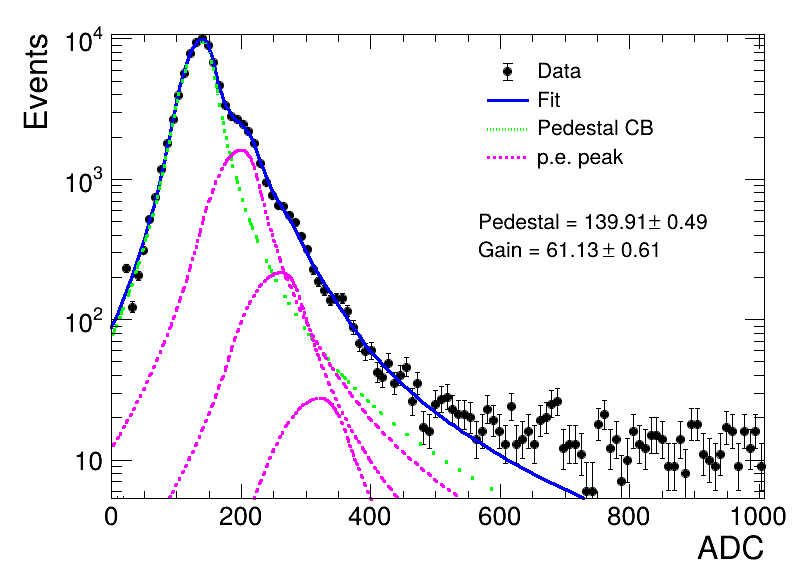 Events
10⁴
10³
10²
10
Data
Fit
Pedestal CB
p.e. peak
Pedestal = 139.91± 0.49
Gain = 61.13 ± 0.61
0 200 400 600 800 1000
ADC